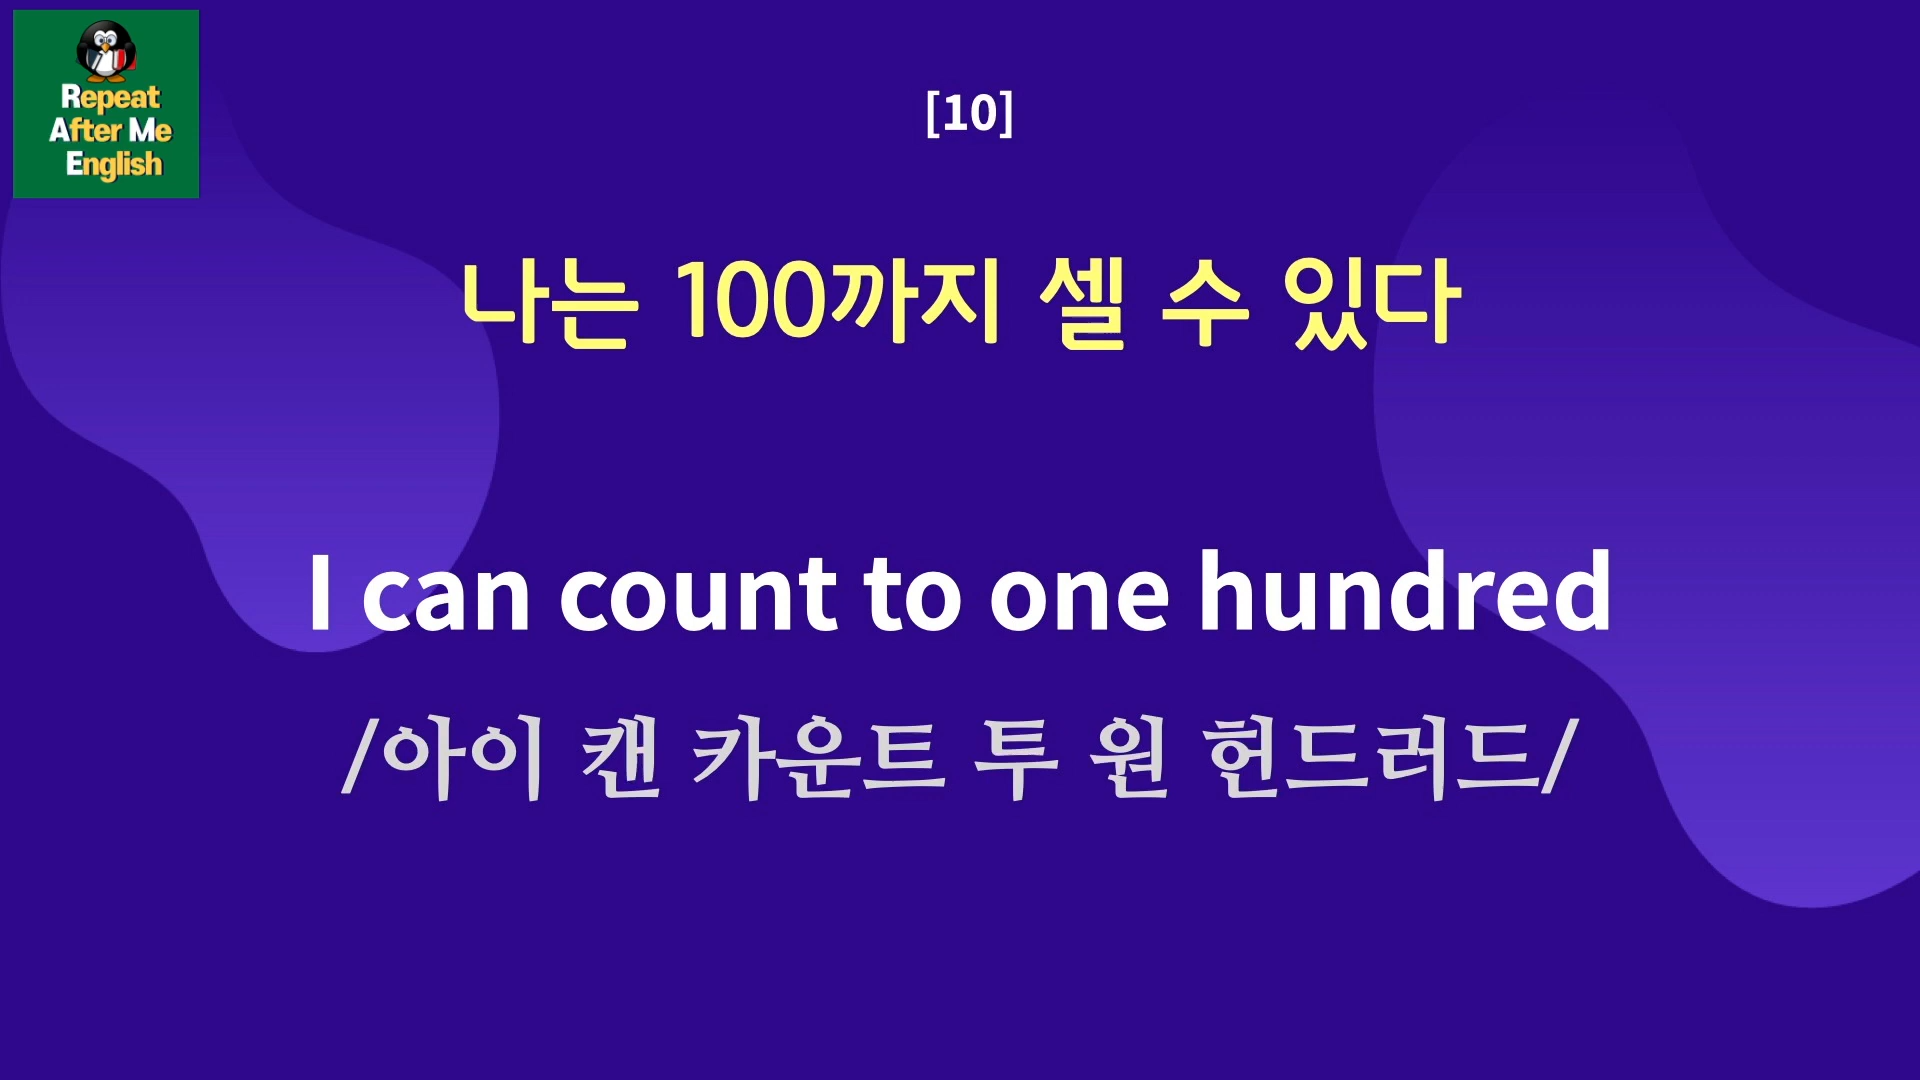 Repeat
After Me
English
[10]
나는 100까지 셀 수 있다
I can count to one hundred
/아이 캔 카운트 투 원 헌드러드/